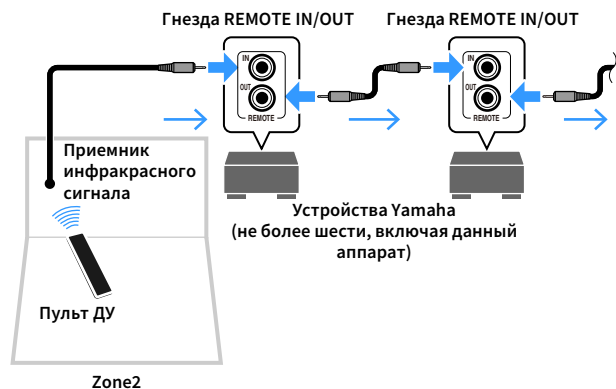 Гнезда REMOTE IN/OUT
Гнезда REMOTE IN/OUT
IN
OUT
REMOTE
IN
OUT
REMOTE
Приемник
инфракрасного
сигнала
Устройства Yamaha
(не более шести, включая данный
аппарат)
Пульт ДУ
Zone2